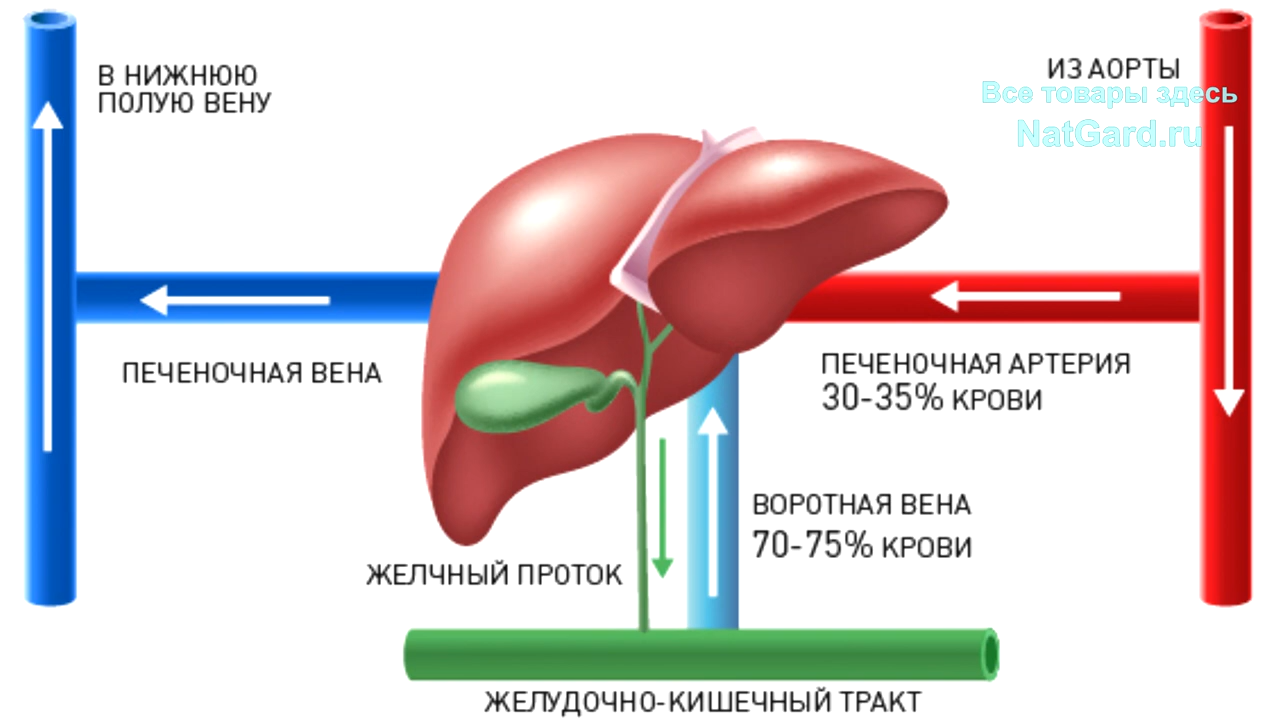 В НИЖНЮЮ
ПОЛУЮ ВЕНУ
ИЗ АОРТЫ
Все товары здесь
NatGard.ru
ПЕЧЕНОЧНАЯ ВЕНА
ПЕЧЕНОЧНАЯ АРТЕРИЯ
30-35% КРОВИ
ВОРОТНАЯ ВЕНА
70-75% КРОВИ
ЖЕЛЧНЫЙ ПРОТОК
ЖЕЛУДОЧНО-КИШЕЧНЫЙ ТРАКТ